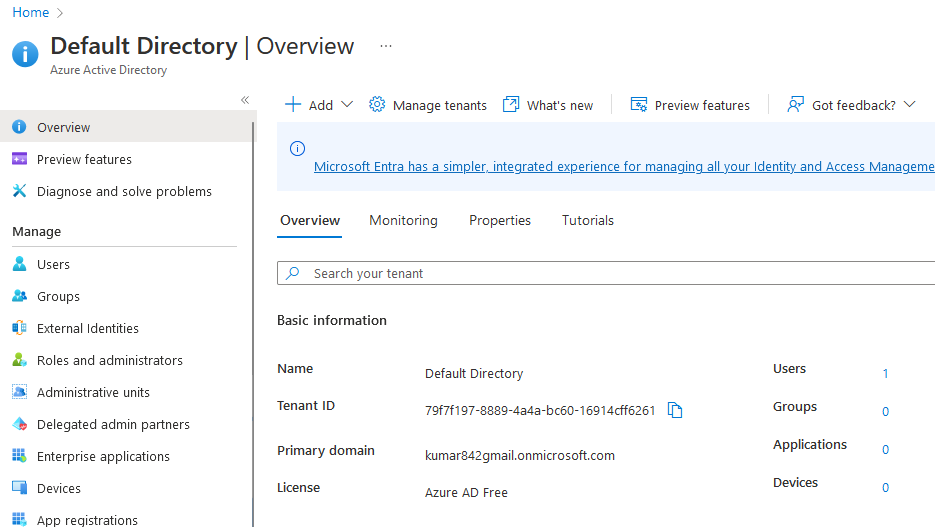 Home
Default Directory | Overview ...
Azure Active Directory
«
Overview
Preview features
Diagnose and solve problems
Manage
Users
Groups
External Identities
Roles and administrators
Administrative units
Delegated admin partners
Enterprise applications
Devices
App registrations
Add
Manage tenants
What's new
Preview features
Got feedback?
Microsoft Entra has a simpler, integrated experience for managing all your Identity and Access Manageme
Overview Monitoring Properties Tutorials
Search your tenant
Basic information
Name Default Directory
Tenant ID 79f7f197-8889-4a4a-bc60-16914cff6261
Primary domain kumar842gmail.onmicrosoft.com
License Azure AD Free
Users 1
Groups 0
Applications 0
Devices 0